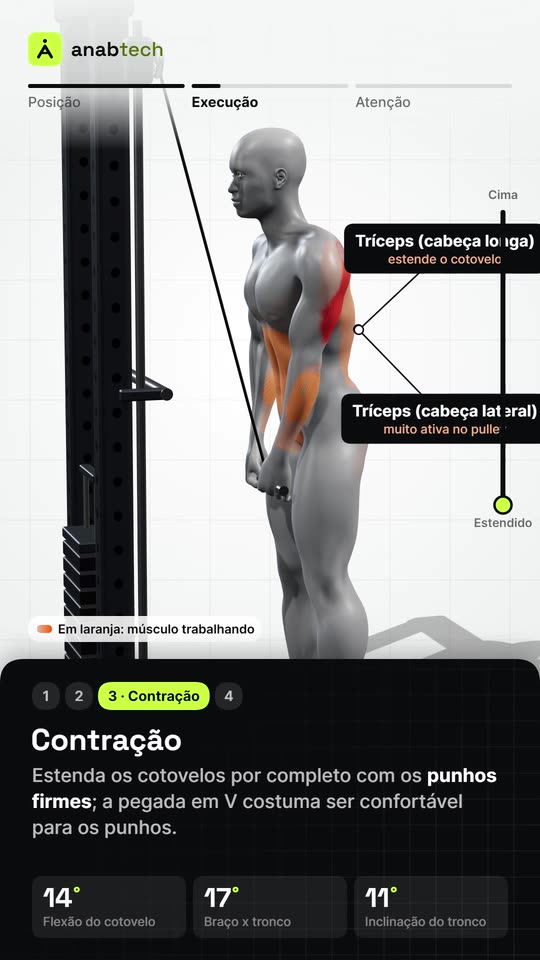 anabtech
Posição
Execução
Atenção
Cima
Tríceps (cabeça longa)
estende o cotovelo
Tríceps (cabeça lateral)
muito ativa no pulley
Estendido
Em laranja: músculo trabalhando
1
2
3 · Contração
4
Contração
Estenda os cotovelos por completo com os punhos
firmes; a pegada em V costuma ser confortável
para os punhos.
14°
17°
11°
Flexão do cotovelo
Braço x tronco
Inclinação do tronco